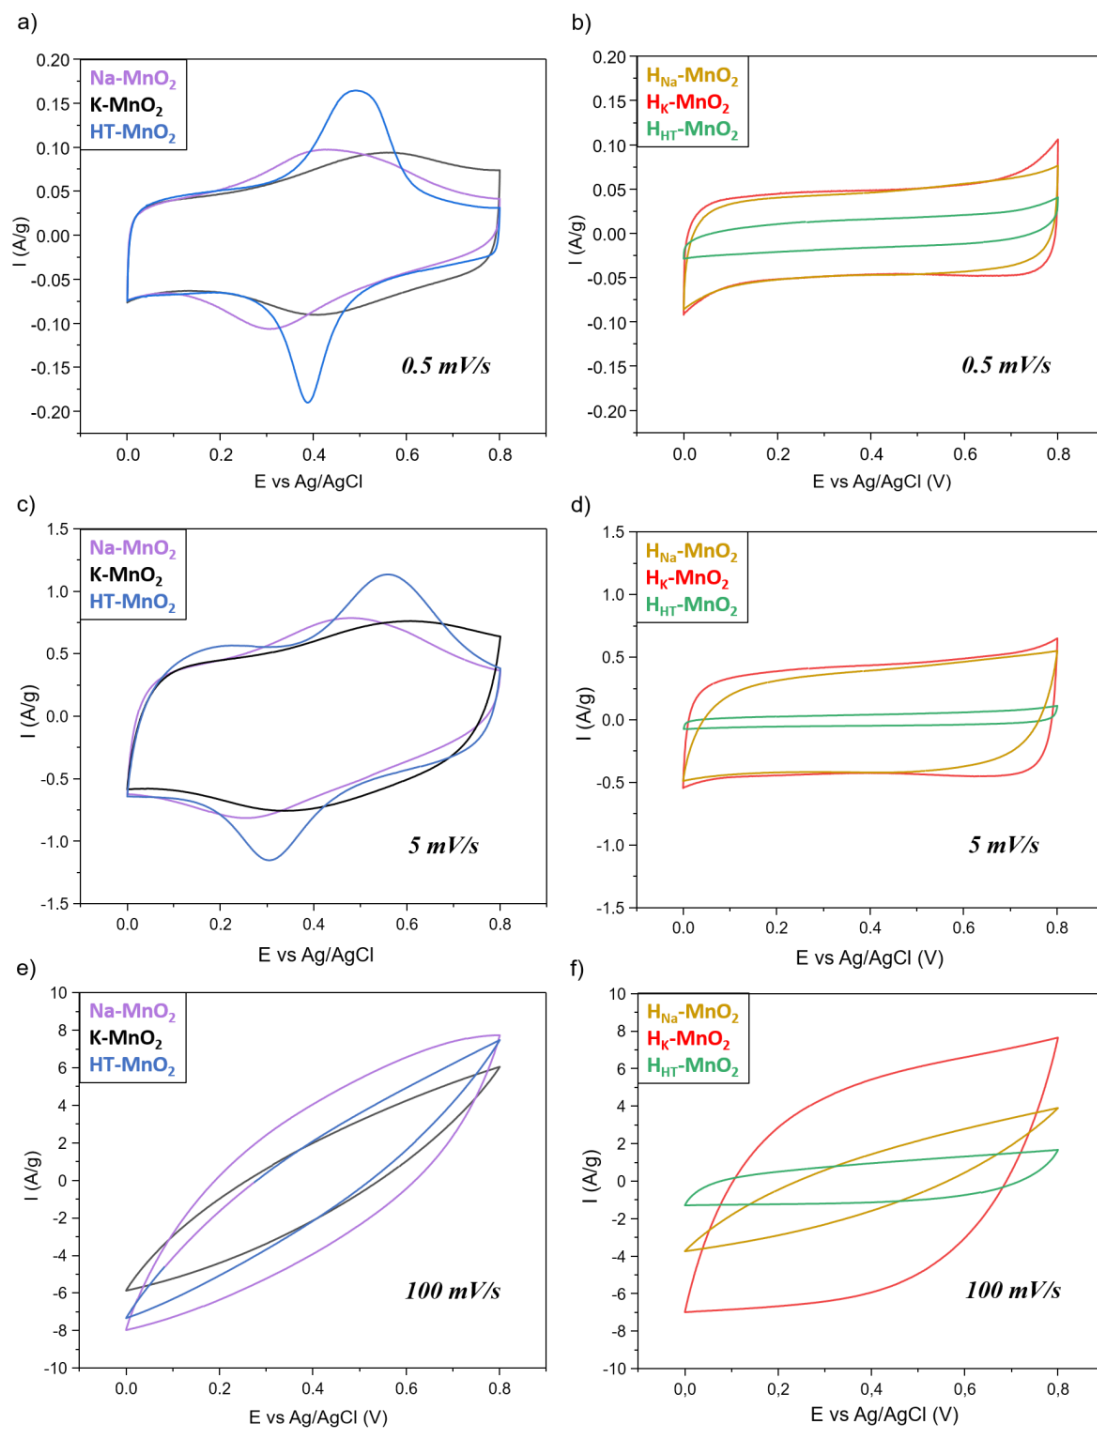 a)
0.20
0.15
0.10
0.05
0.00
-0.05
-0.10
-0.15
-0.20
I (A/g)
Na-MnO2
K-MnO2
HT-MnO2
0.5 mV/s
0.0 0.2 0.4 0.6 0.8
E vs Ag/AgCl
b)
0.20
0.15
0.10
0.05
0.00
-0.05
-0.10
-0.15
-0.20
I (A/g)
HNa-MnO2
HK-MnO2
HHT-MnO2
0.5 mV/s
0.0 0.2 0.4 0.6 0.8
E vs Ag/AgCl (V)
c)
1.5
1.0
0.5
0.0
-0.5
-1.0
-1.5
I (A/g)
Na-MnO2
K-MnO2
HT-MnO2
5 mV/s
0.0 0.2 0.4 0.6 0.8
E vs Ag/AgCl
d)
1.5
1.0
0.5
0.0
-0.5
-1.0
-1.5
I (A/g)
HNa-MnO2
HK-MnO2
HHT-MnO2
5 mV/s
0.0 0.2 0.4 0.6 0.8
E vs Ag/AgCl (V)
e)
10
8
6
4
2
0
-2
-4
-6
-8
-10
I (A/g)
Na-MnO2
K-MnO2
HT-MnO2
100 mV/s
0.0 0.2 0.4 0.6 0.8
E vs Ag/AgCl (V)
f)
10
8
6
4
2
0
-2
-4
-6
-8
-10
I (A/g)
HNa-MnO2
HK-MnO2
HHT-MnO2
100 mV/s
0,0 0,2 0,4 0,6 0,8
E vs Ag/AgCl (V)